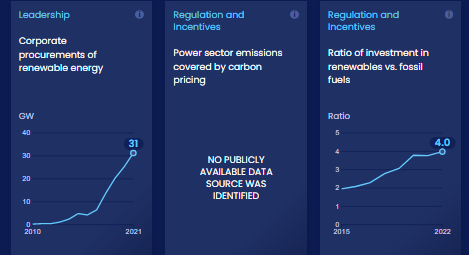 Leadership
Corporate
procurements of
renewable energy
GW
40
30
20
10
0
31
2010
2021
Regulation and
Incentives
Power sector emissions
covered by carbon
pricing
NO PUBLICLY
AVAILABLE DATA
SOURCE WAS
IDENTIFIED
Regulation and
Incentives
Ratio of investment in
renewables vs. fossil
fuels
Ratio
5
4
3
2
1
0
4.0
2015
2022